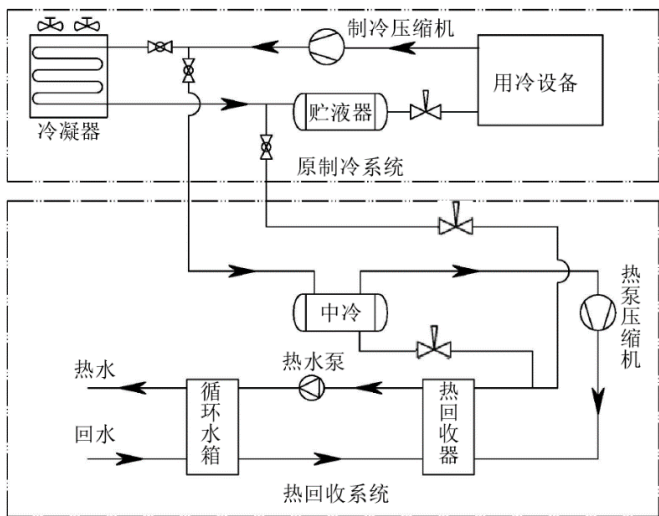 制冷压缩机
用冷设备
贮液器
冷凝器
原制冷系统
中冷
热泵压缩机
热水泵
热水
循环水箱
热回收器
回水
热回收系统